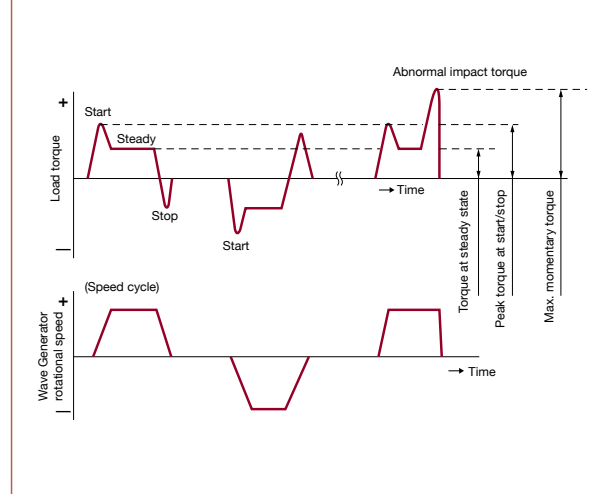 Abnormal impact torque
+
Start
Steady
Load torque
Time
Stop
Start
—
Torque at steady state
Peak torque at start/stop
Max. momentary torque
(Speed cycle)
+
Wave Generator
rotational speed
Time
—